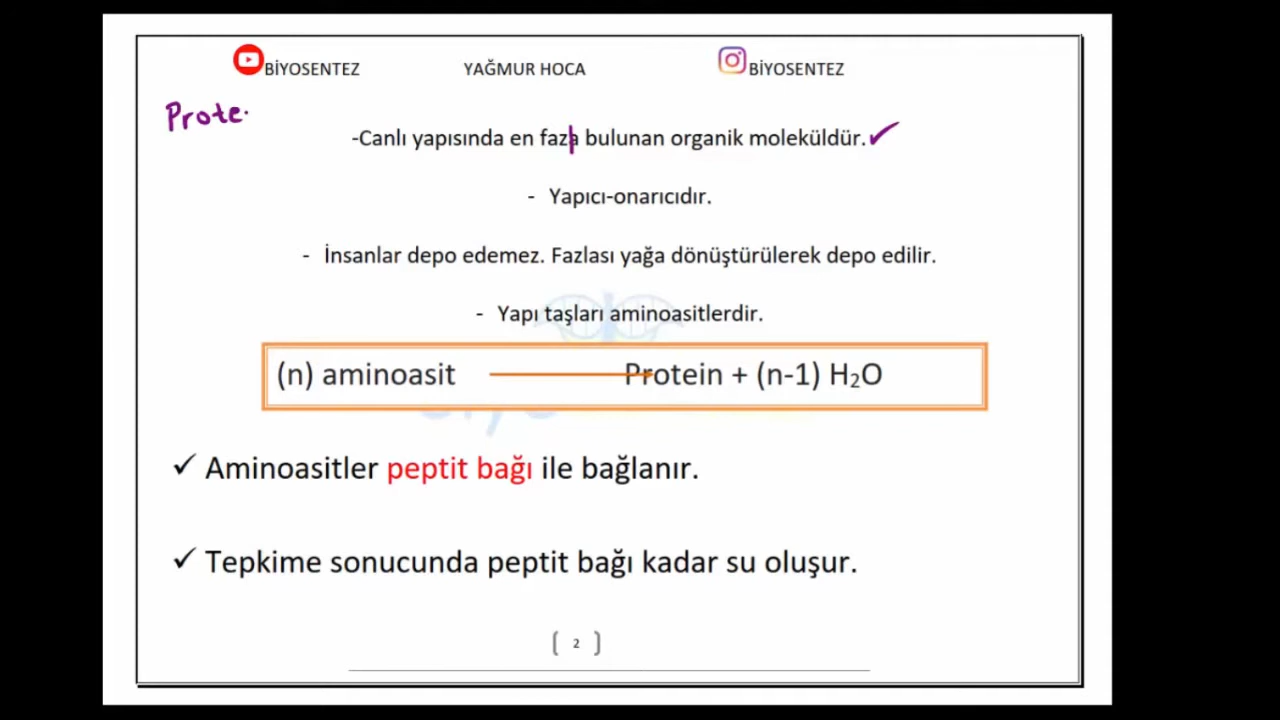 BİYOSENTEZ YAĞMUR HOCA BİYOSENTEZ
Prote.
-Canlı yapısında en faza bulunan organik moleküldür.✓
- Yapıcı-onarıcıdır.
- İnsanlar depo edemez. Fazlası yağa dönüştürülerek depo edilir.
- Yapı taşları aminoasitlerdir.
(n) aminoasit Protein + (n-1) H₂O
✓ Aminoasitler peptit bağı ile bağlanır.
✓ Tepkime sonucunda peptit bağı kadar su oluşur.
( 2 )